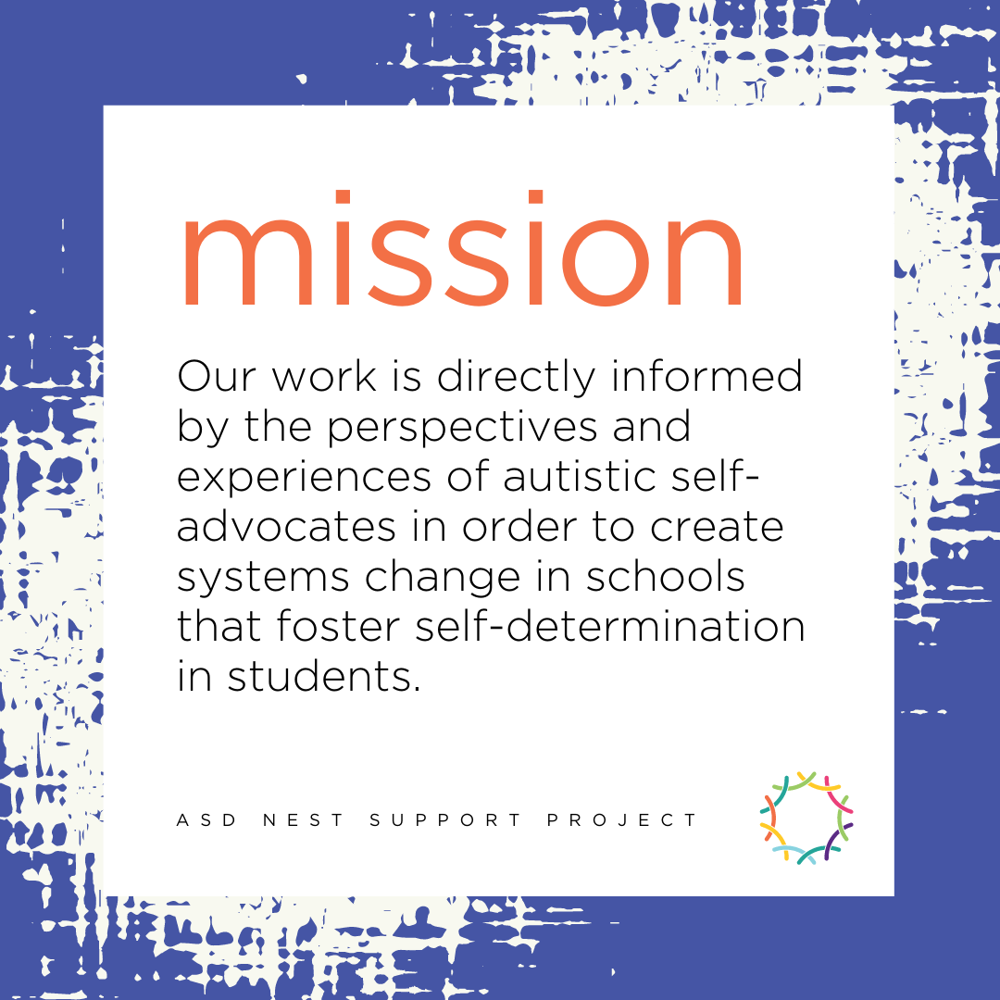 mission
Our work is directly informed
by the perspectives and
experiences of autistic self-
advocates in order to create
systems change in schools
that foster self-determination
in students.
ASD NEST SUPPORT PROJECT